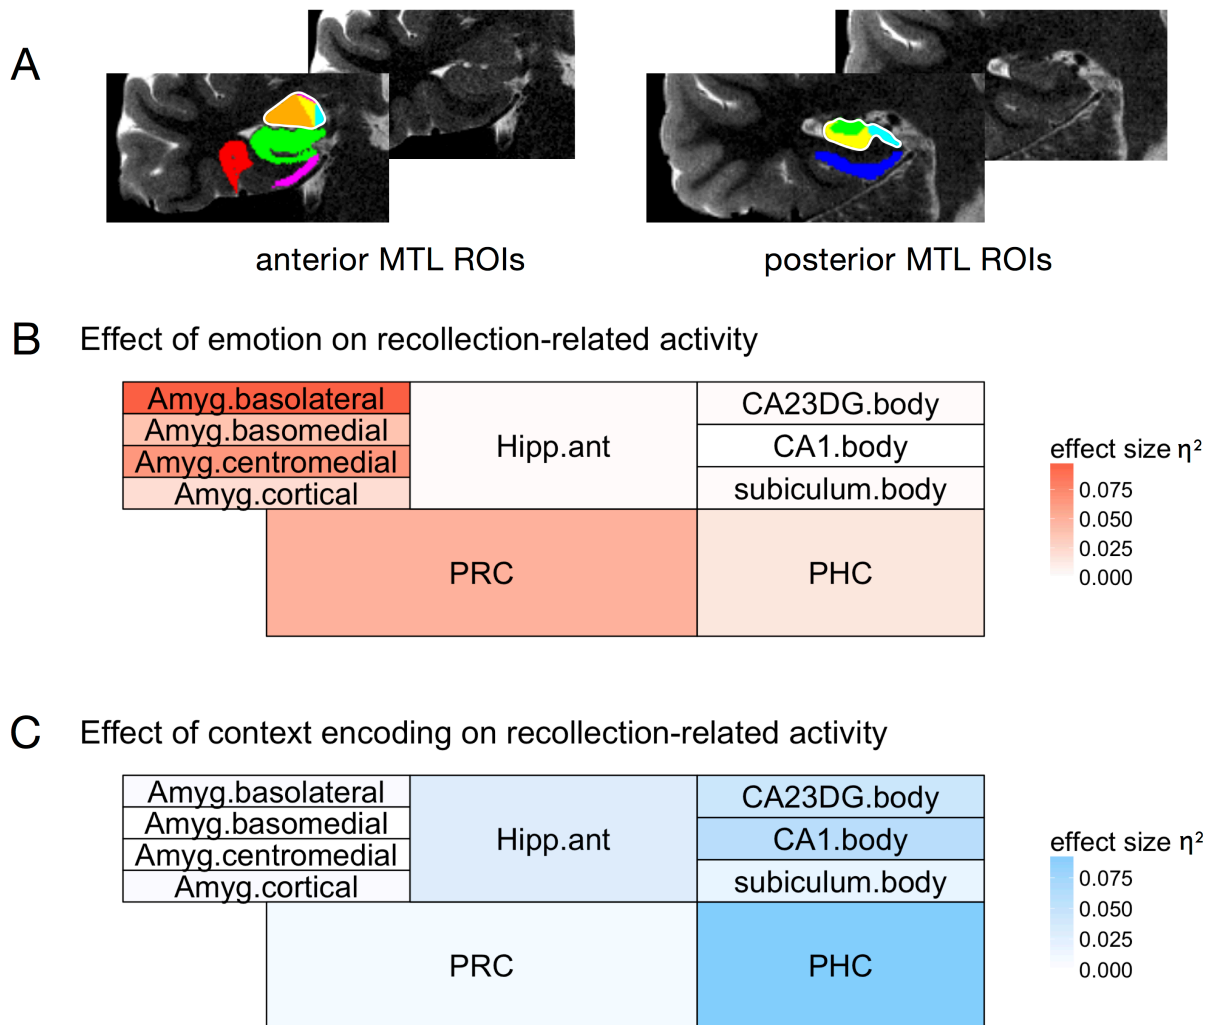 A
anterior MTL ROIs
posterior MTL ROIs
B
Effect of emotion on recollection-related activity
Amyg.basolateral
Amyg.basomedial
Amyg.centromedial
Amyg.cortical
Hipp.ant
CA23DG.body
CA1.body
subiculum.body
PRC
PHC
effect size η²
0.075
0.050
0.025
0.000
C
Effect of context encoding on recollection-related activity
Amyg.basolateral
Amyg.basomedial
Amyg.centromedial
Amyg.cortical
Hipp.ant
CA23DG.body
CA1.body
subiculum.body
PRC
PHC
effect size η²
0.075
0.050
0.025
0.000